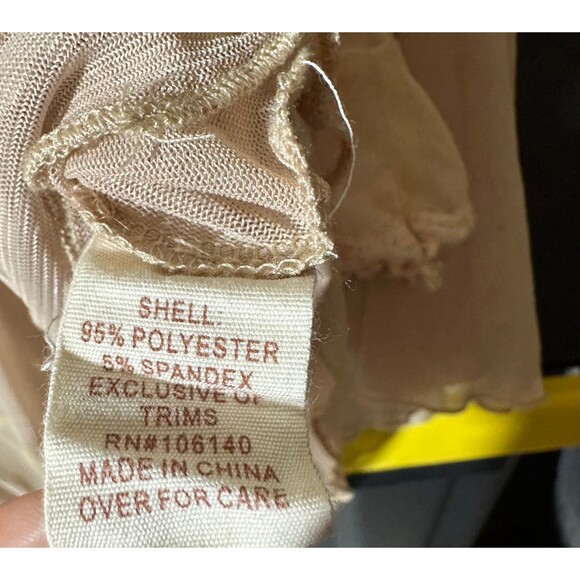 SHELL:
95% POLYESTER
5% SPANDEX
EXCLUSIVE OF
TRIMS
RN#106140
MADE IN CHINA
OVER FOR CARE